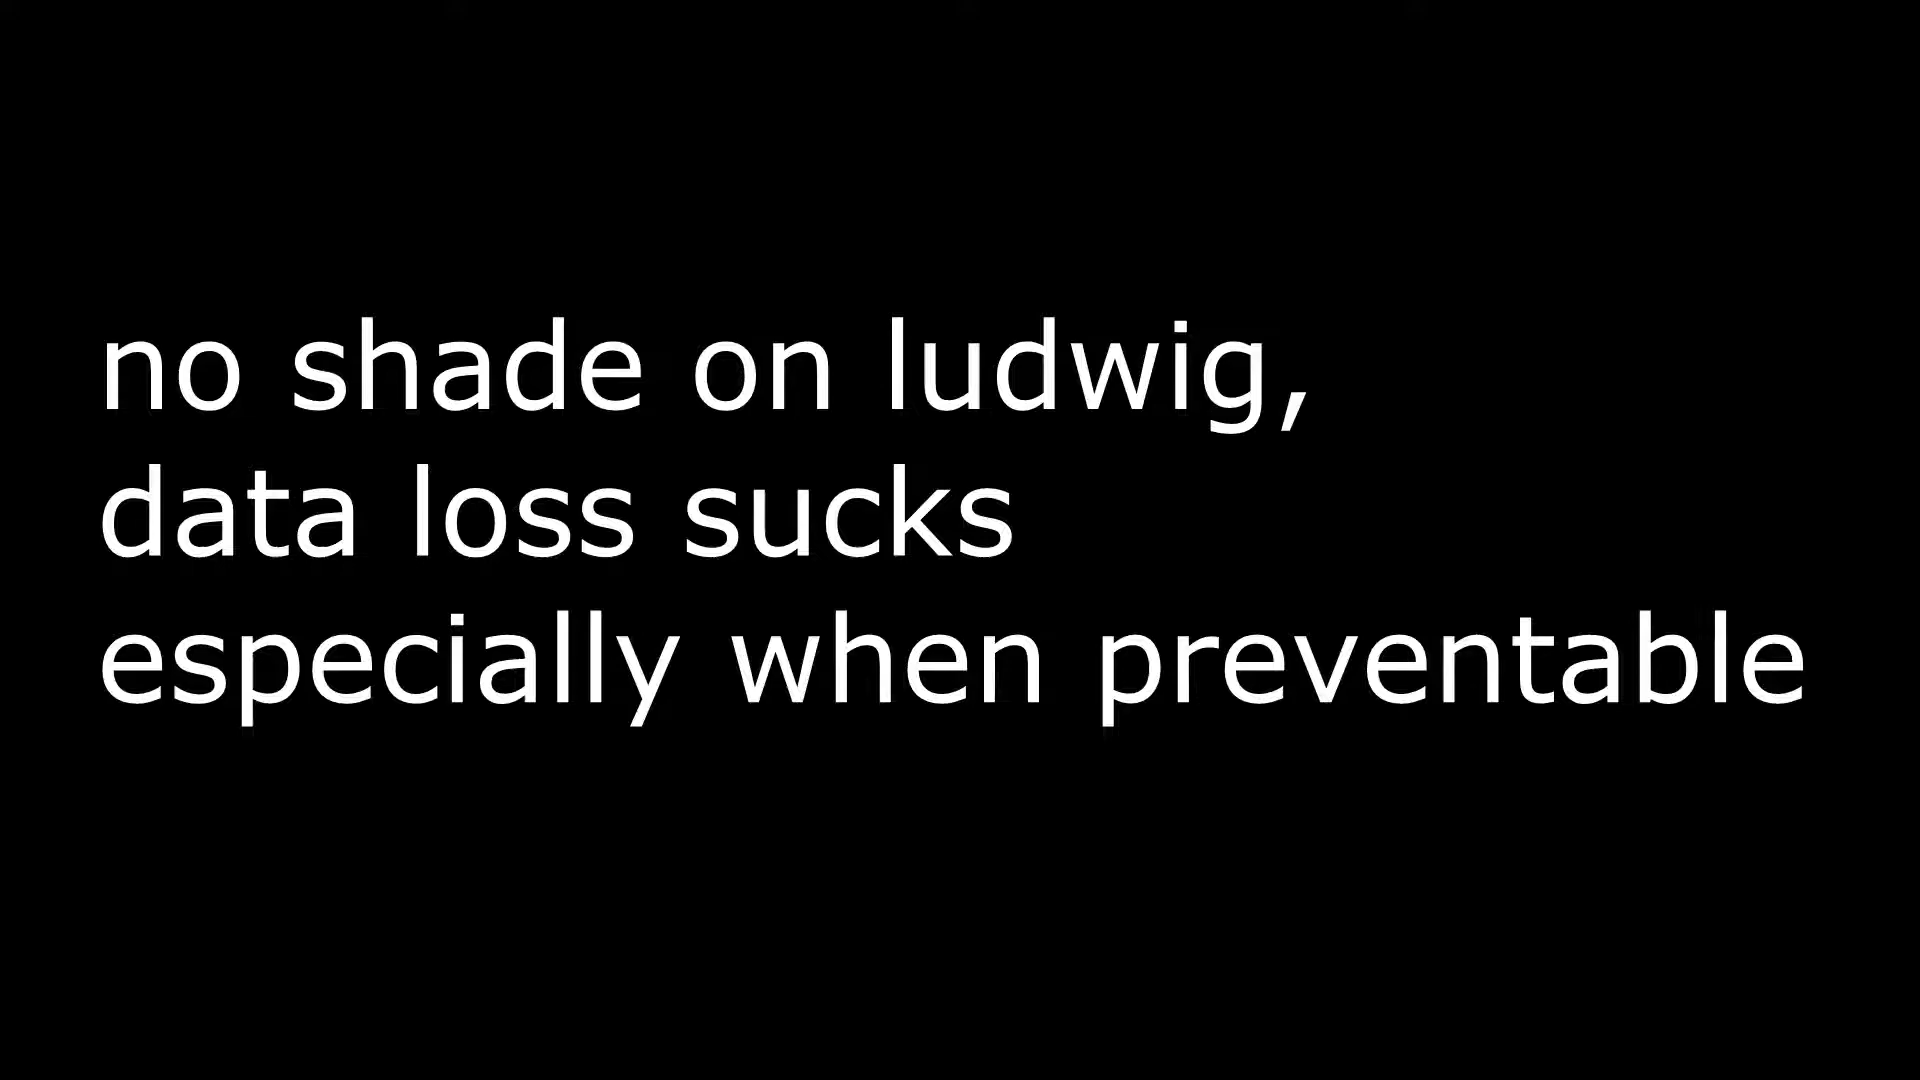 no shade on ludwig,
data loss sucks
especially when preventable